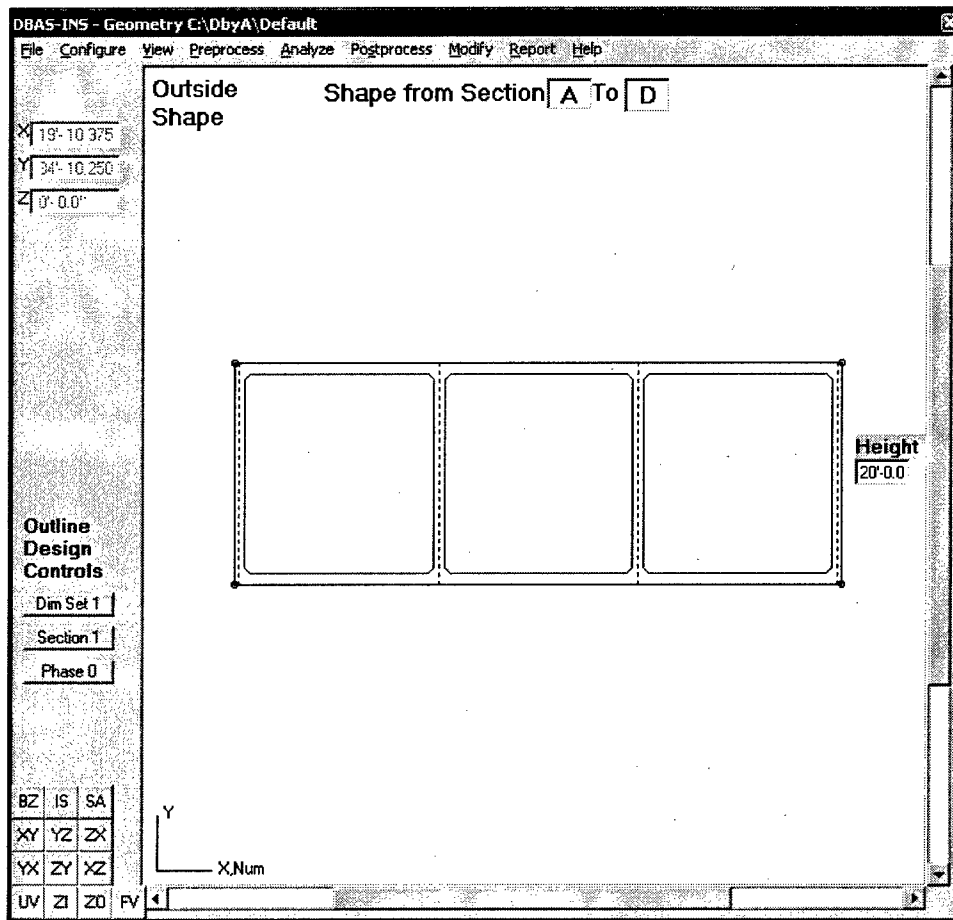 DBAS-INS - Geometry C:\DbyA\Default
File Configure View Preprocess Analyze Postprocess Modify Report Help
Outside
Shape
Shape from Section A To D
X 19'- 10.375
Y 34'- 10.250
Z 0'- 0.0"
Height
20'-0.0
Outline
Design
Controls
Dim Set 1
Section 1
Phase 0
BZ IS SA
XY YZ ZX
YX ZY XZ
UV ZI ZO FV
Y
X,Num